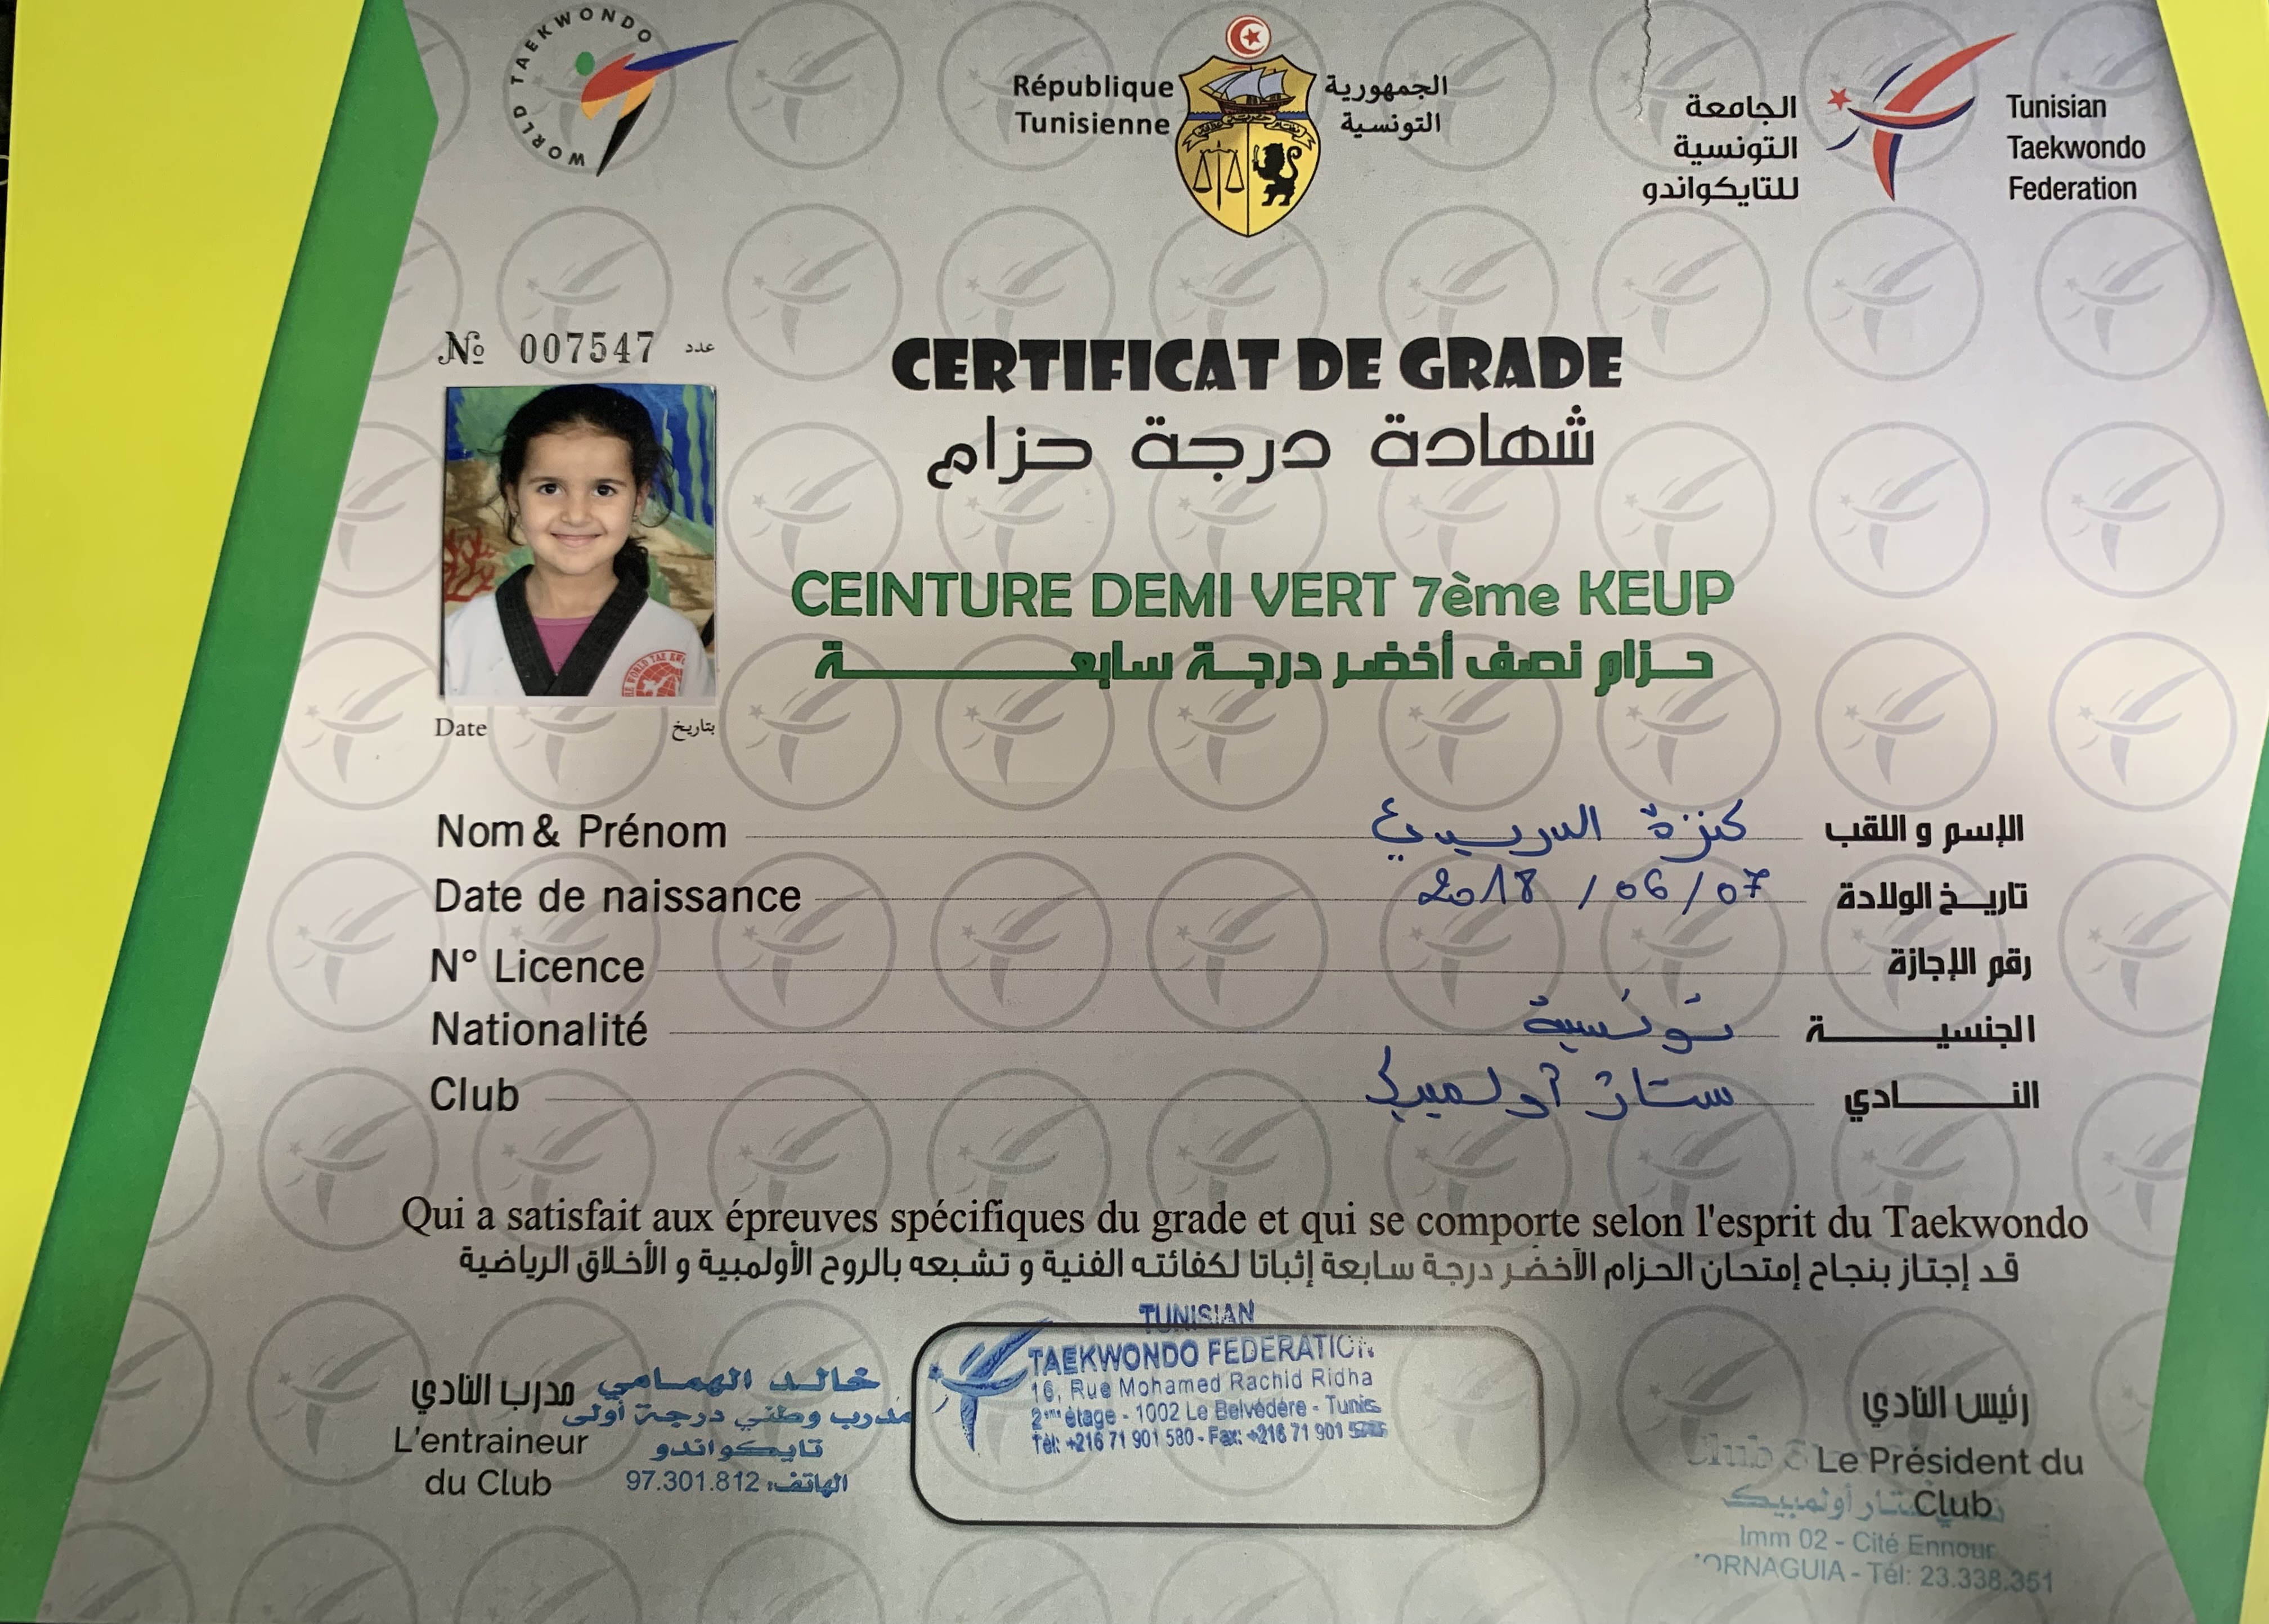 WORLD TAEKWONDO
République
Tunisienne
الجمهورية
التونسية
الجامعة
التونسية
للتايكواندو
Tunisian
Taekwondo
Federation
№ 007547 عدد
CERTIFICAT DE GRADE
شهادة درجة حزام
CEINTURE DEMI VERT 7ème KEUP
حزام نصف أخضر درجة سابعة
Date بتاريخ
Nom & Prénom كنزة الدريدي الإسم و اللقب
Date de naissance 2018 / 06 / 07 تاريخ الولادة
N° Licence رقم الإجازة
Nationalité تونسية الجنسية
Club ستار أولمبيك النادي
Qui a satisfait aux épreuves spécifiques du grade et qui se comporte selon l'esprit du Taekwondo
قد إجتاز بنجاح إمتحان الحزام الأخضر درجة سابعة إثباتا لكفائته الفنية و تشبعه بالروح الأولمبية و الأخلاق الرياضية
مدرب النادي
L'entraineur
du Club
خالد الهمامي
مدرب وطني درجة أولى
تايكواندو
الهاتف: 97.301.812
TUNISIAN
TAEKWONDO FEDERATION
16, Rue Mohamed Rachid Ridha
2ème étage - 1002 Le Belvédére - Tunis
Tél: +216 71 901 580 - Fax: +216 71 901
رئيس النادي
Le Président du
Club
Club
ستار أولمبيك
Imm 02 - Cité Ennour
ORNAGUIA - Tél: 23.338.351